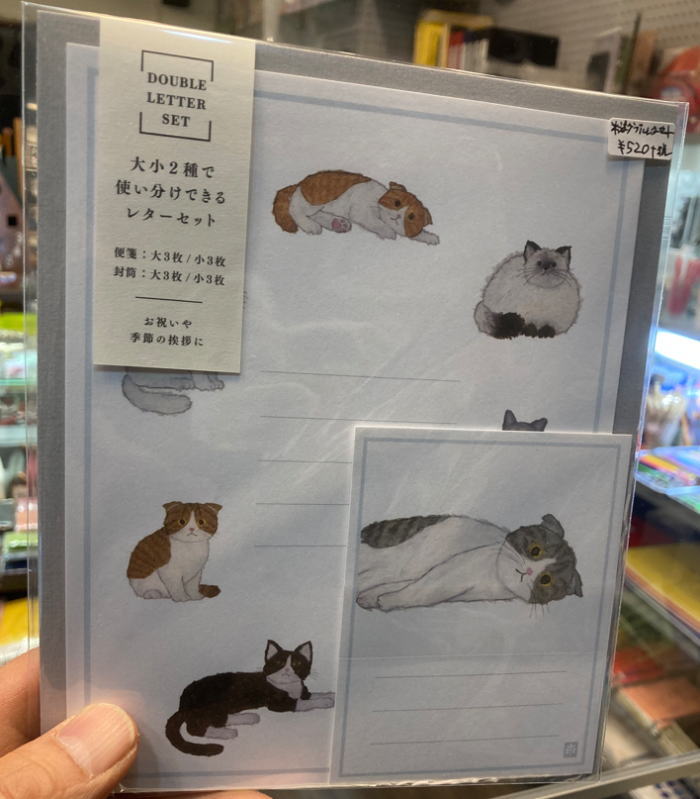 DOUBLE
LETTER
SET
大小2種で
使い分けできる
レターセット
便箋：大3枚/小3枚
封筒：大3枚/小3枚
お祝いや
季節の挨拶に
¥520+税